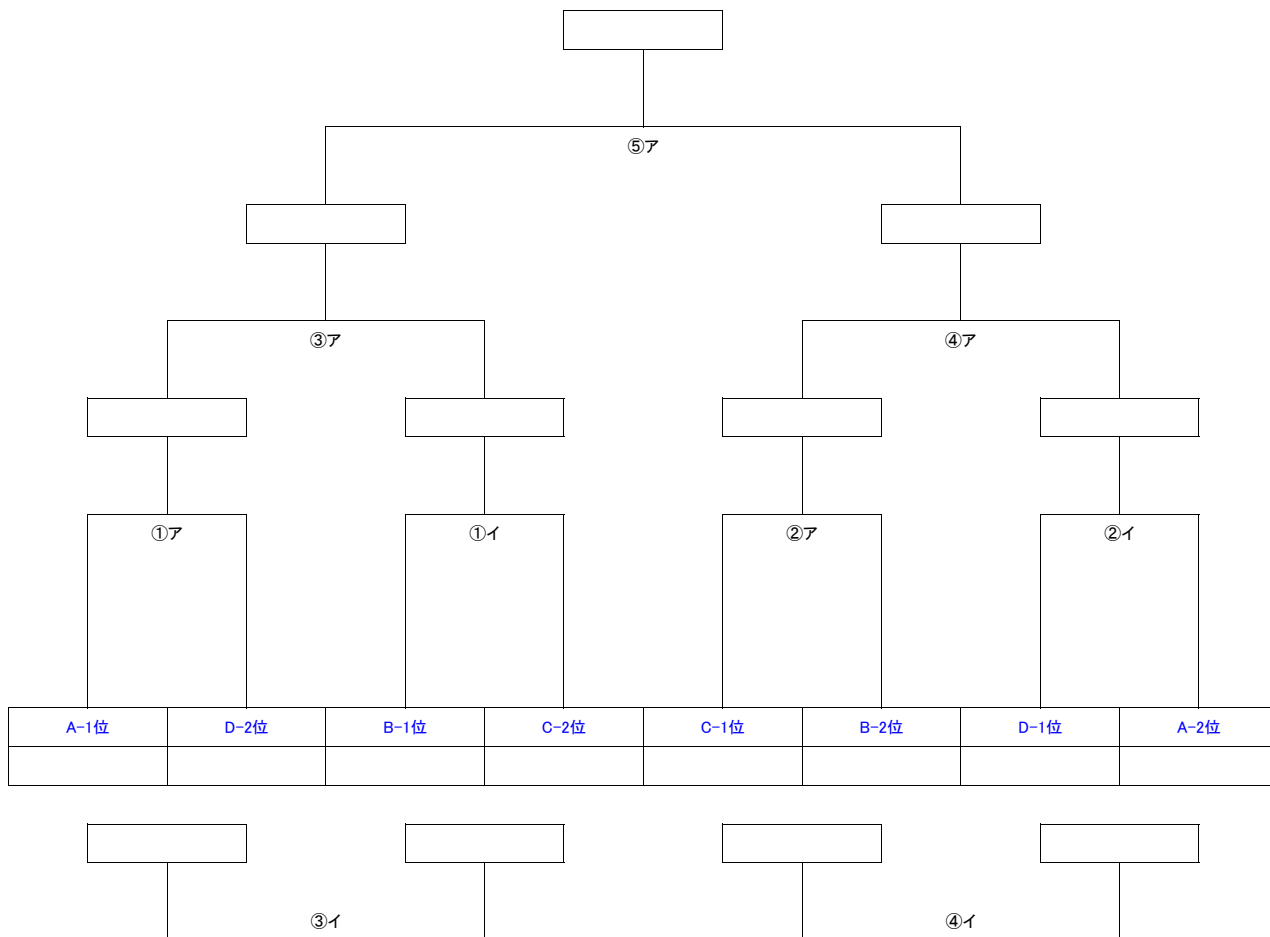 ⑤ア
③ア ④ア
①ア ①イ ②ア ②イ
A-1位 D-2位 B-1位 C-2位 C-1位 B-2位 D-1位 A-2位
③イ ④イ